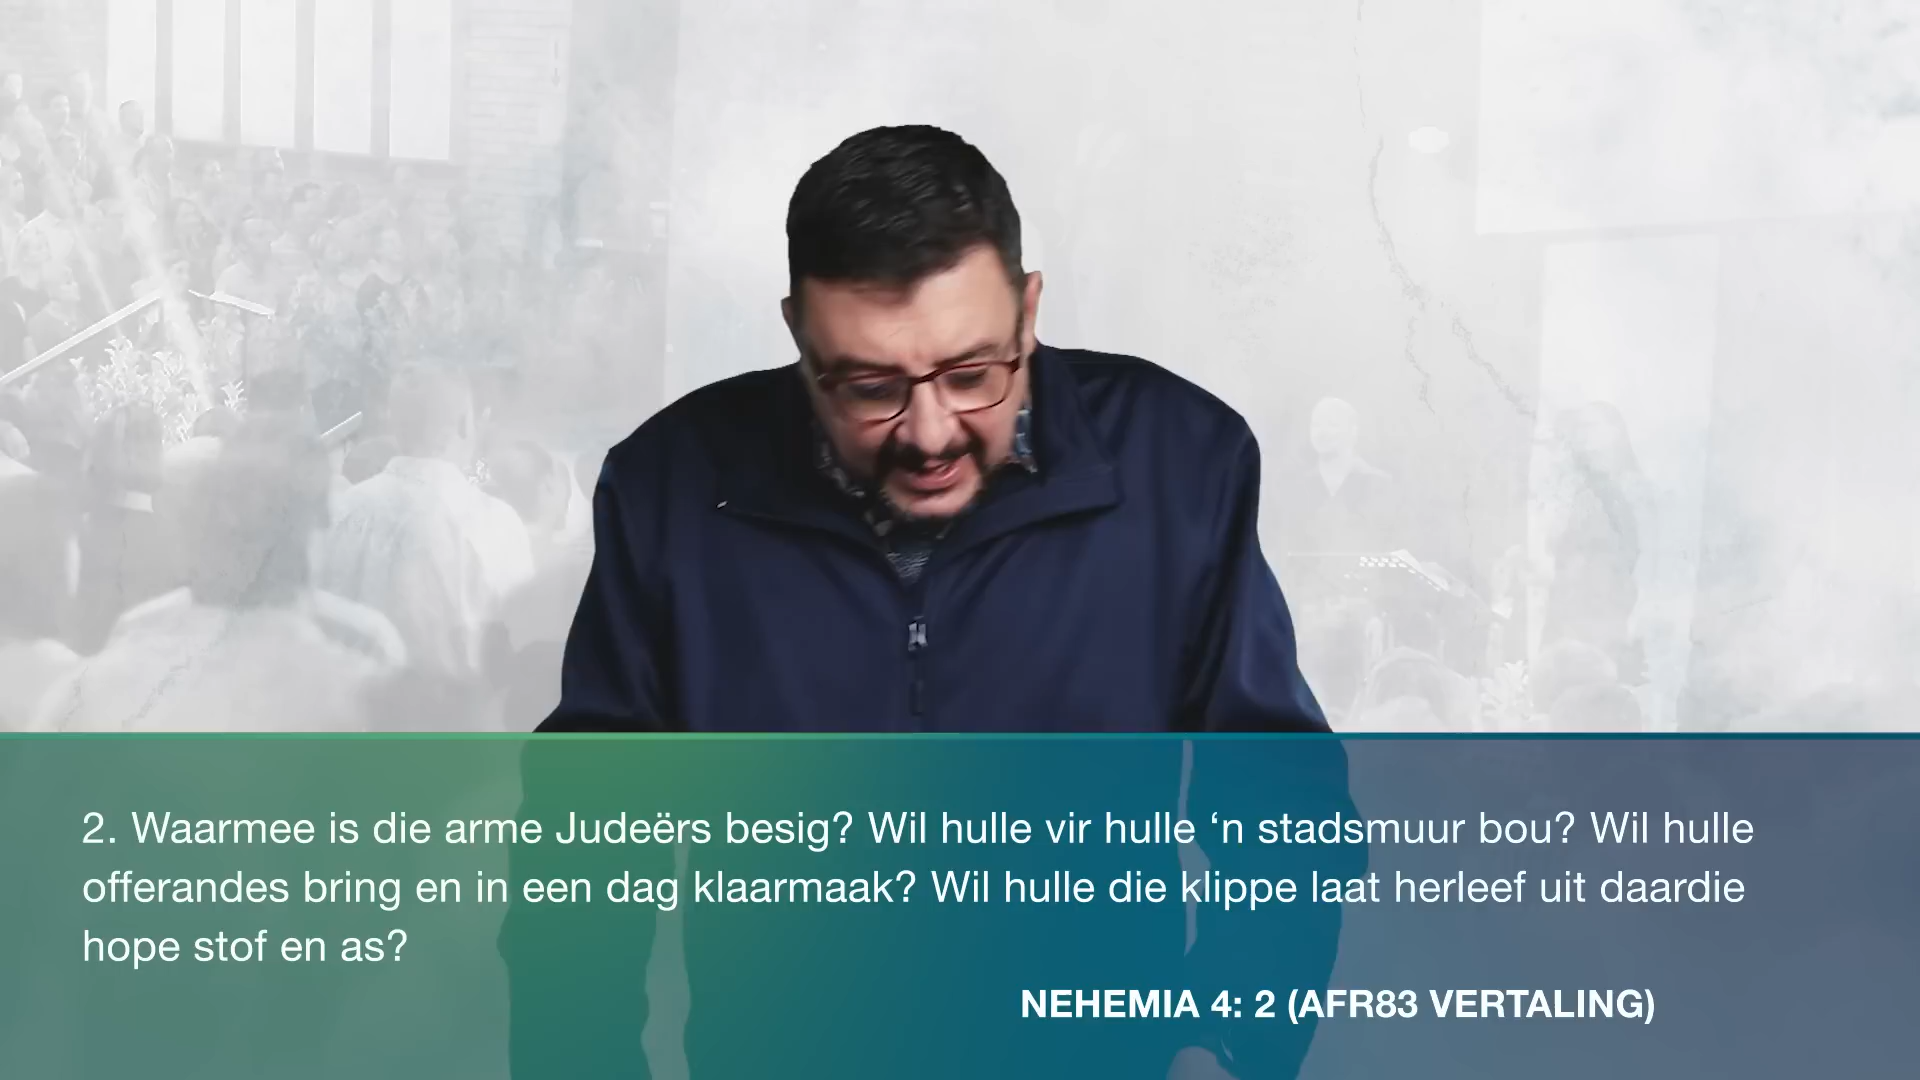 2. Waarmee is die arme Judeërs besig? Wil hulle vir hulle ‘n stadsmuur bou? Wil hulle
offerandes bring en in een dag klaarmaak? Wil hulle die klippe laat herleef uit daardie
hope stof en as?
NEHEMIA 4: 2 (AFR83 VERTALING)